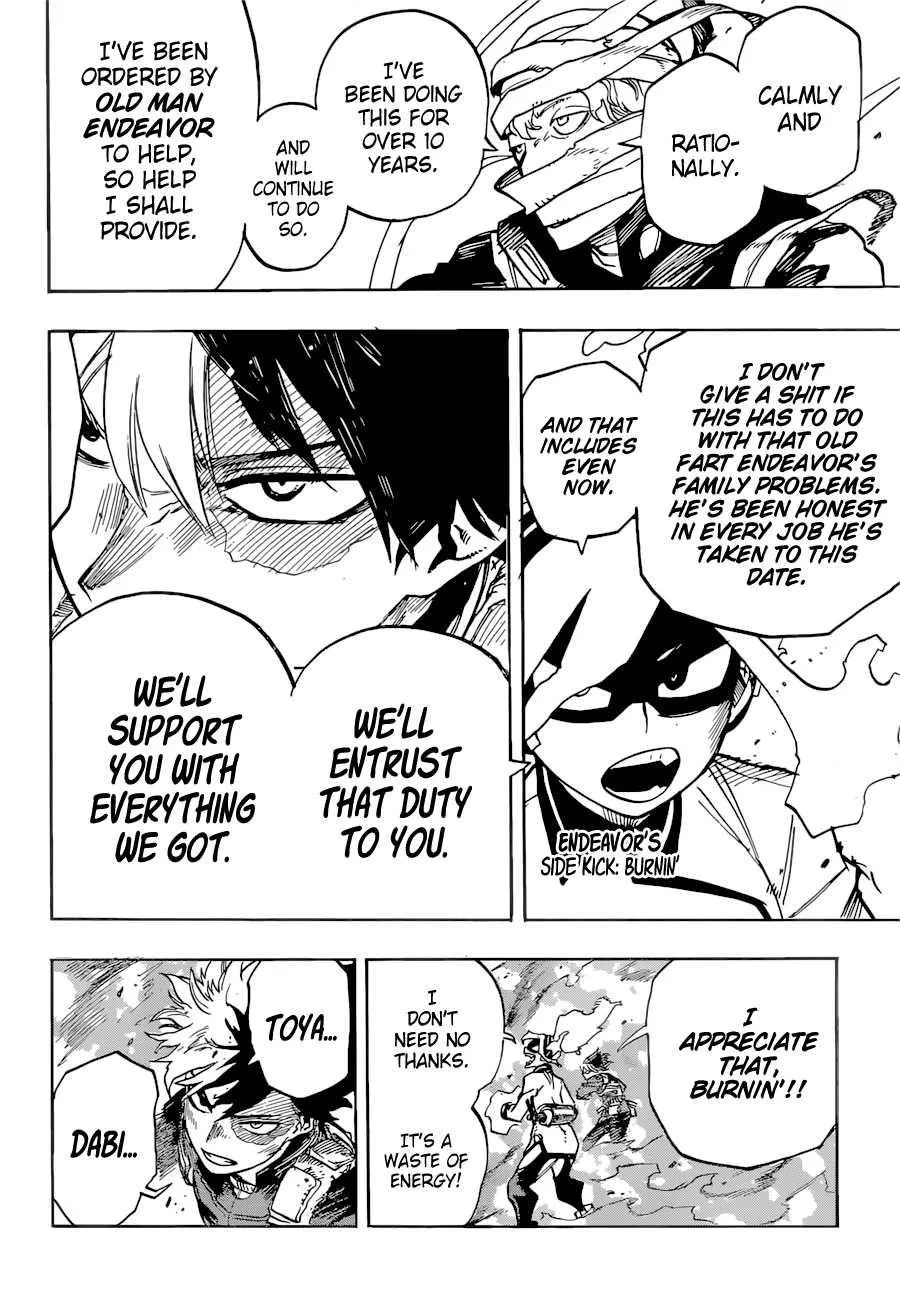 CALMLY
AND
RATIO-
NALLY.
I'VE
BEEN DOING
THIS FOR
OVER 10
YEARS.
AND
WILL
CONTINUE
TO DO
SO.
I'VE BEEN
ORDERED BY
OLD MAN
ENDEAVOR
TO HELP,
SO HELP
I SHALL
PROVIDE.
I DON'T
GIVE A SHIT IF
THIS HAS TO DO
WITH THAT OLD
FART ENDEAVOR'S
FAMILY PROBLEMS.
HE'S BEEN HONEST
IN EVERY JOB HE'S
TAKEN TO THIS
DATE.
AND THAT
INCLUDES
EVEN
NOW.
ENDEAVOR'S
SIDE KICK: BURNIN'
WE'LL
ENTRUST
THAT DUTY
TO YOU.
WE'LL
SUPPORT
YOU WITH
EVERYTHING
WE GOT.
I
APPRECIATE
THAT,
BURNIN'!!
I
DON'T
NEED NO
THANKS.
IT'S A
WASTE OF
ENERGY!
TOYA...
DABI...